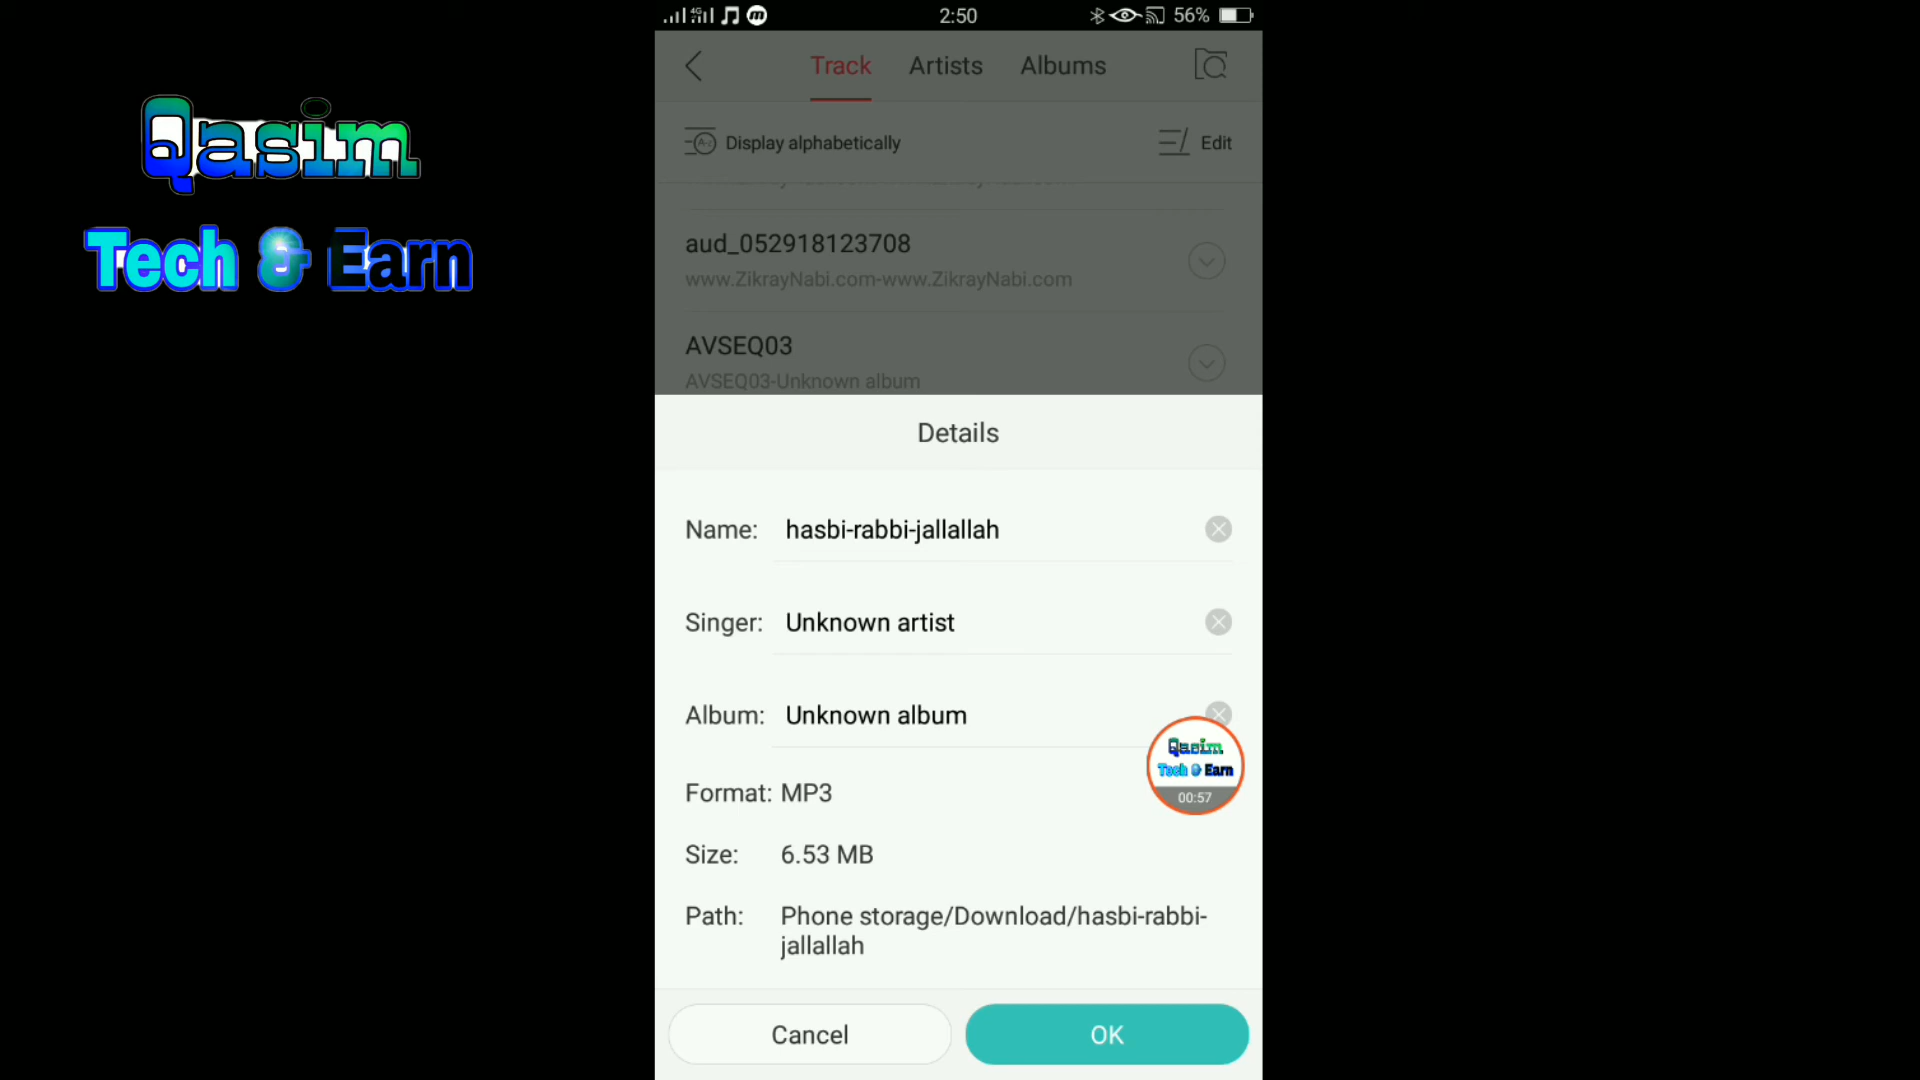 2:50
56%
Qasim
Tech & Earn
Track Artists Albums
Display alphabetically Edit
aud_052918123708
www.ZikrayNabi.com-www.ZikrayNabi.com
AVSEQ03
AVSEQ03-Unknown album
Details
Name: hasbi-rabbi-jallallah
Singer: Unknown artist
Album: Unknown album
Qasim
Tech & Earn
00:57
Format: MP3
Size: 6.53 MB
Path: Phone storage/Download/hasbi-rabbi-
jallallah
Cancel OK